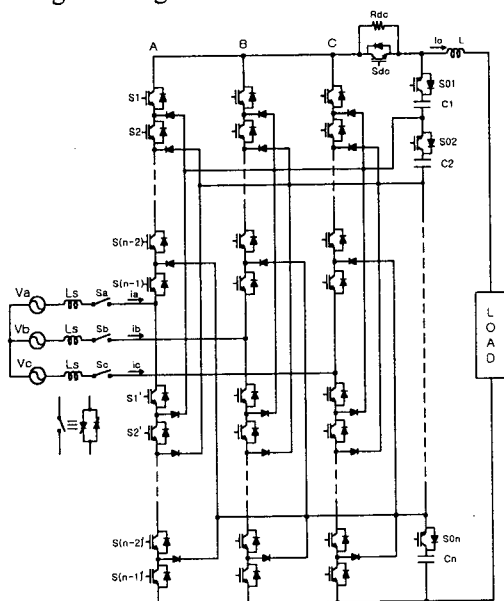 Rdc
A B C Io L
Sdc
S01
S1
C1
S2
S02
C2
S(n-2)
S(n-1)
Va Ls Sa ia
Vb Ls Sb ib
Vc Ls Sc ic
LOAD
S1'
S2'
S(n-2)'
S0n
Cn
S(n-1)'